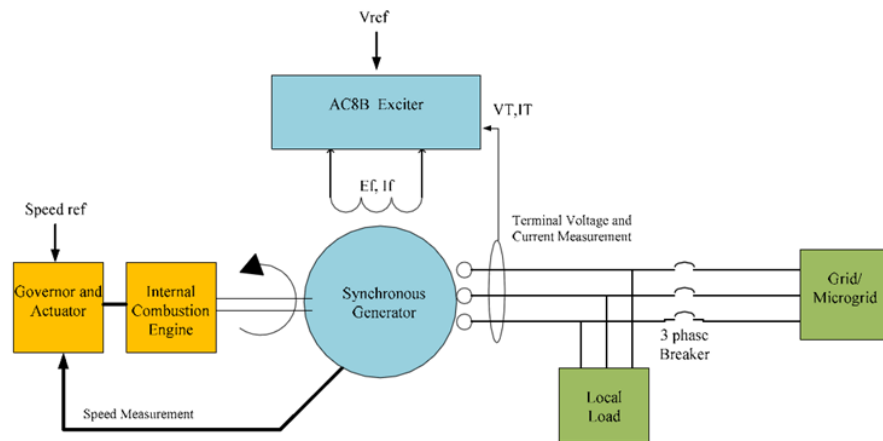 Vref
AC8B Exciter
VT,IT
Ef, If
Speed ref
Terminal Voltage and
Current Measurement
Governor and
Actuator
Internal
Combustion
Engine
Synchronous
Generator
Grid/
Microgrid
3 phase
Breaker
Local
Load
Speed Measurement